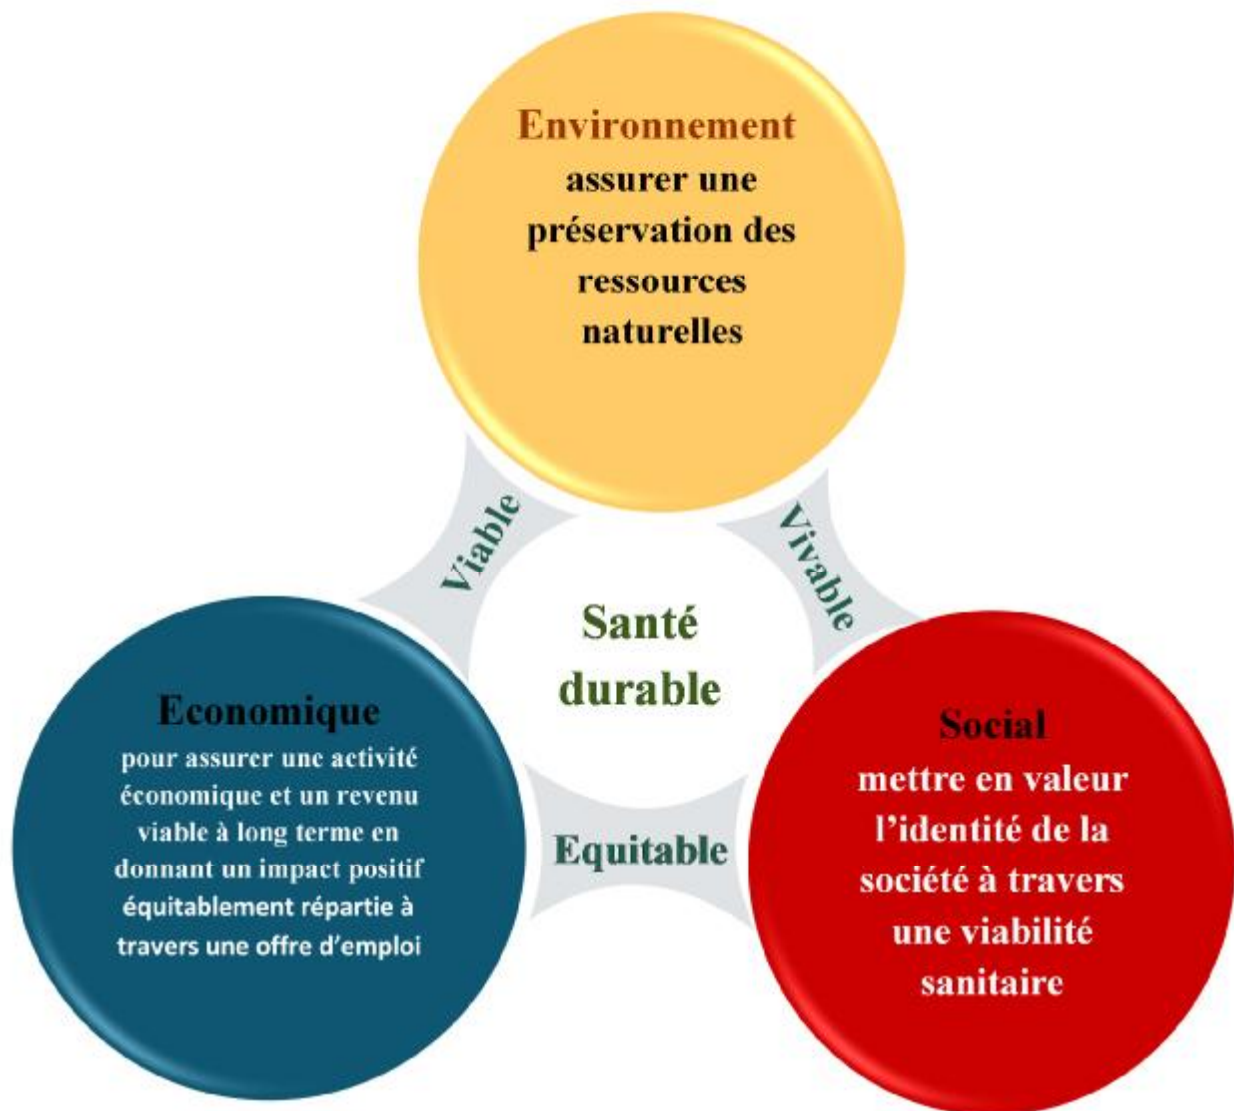 Environnement
assurer une
préservation des
ressources
naturelles
Viable
Vivable
Santé
durable
Economique
pour assurer une activité
économique et un revenu
viable à long terme en
donnant un impact positif
équitablement répartie à
travers une offre d’emploi
Equitable
Social
mettre en valeur
l’identité de la
société à travers
une viabilité
sanitaire